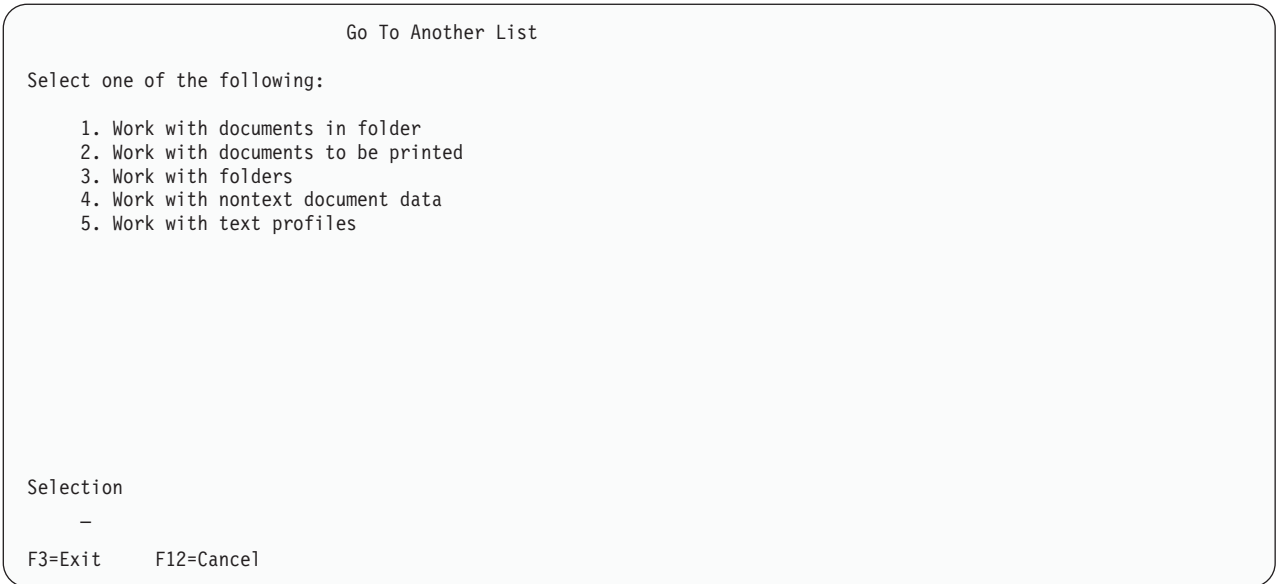 Go To Another List
Select one of the following:
1. Work with documents in folder
2. Work with documents to be printed
3. Work with folders
4. Work with nontext document data
5. Work with text profiles
Selection
_
F3=Exit F12=Cancel